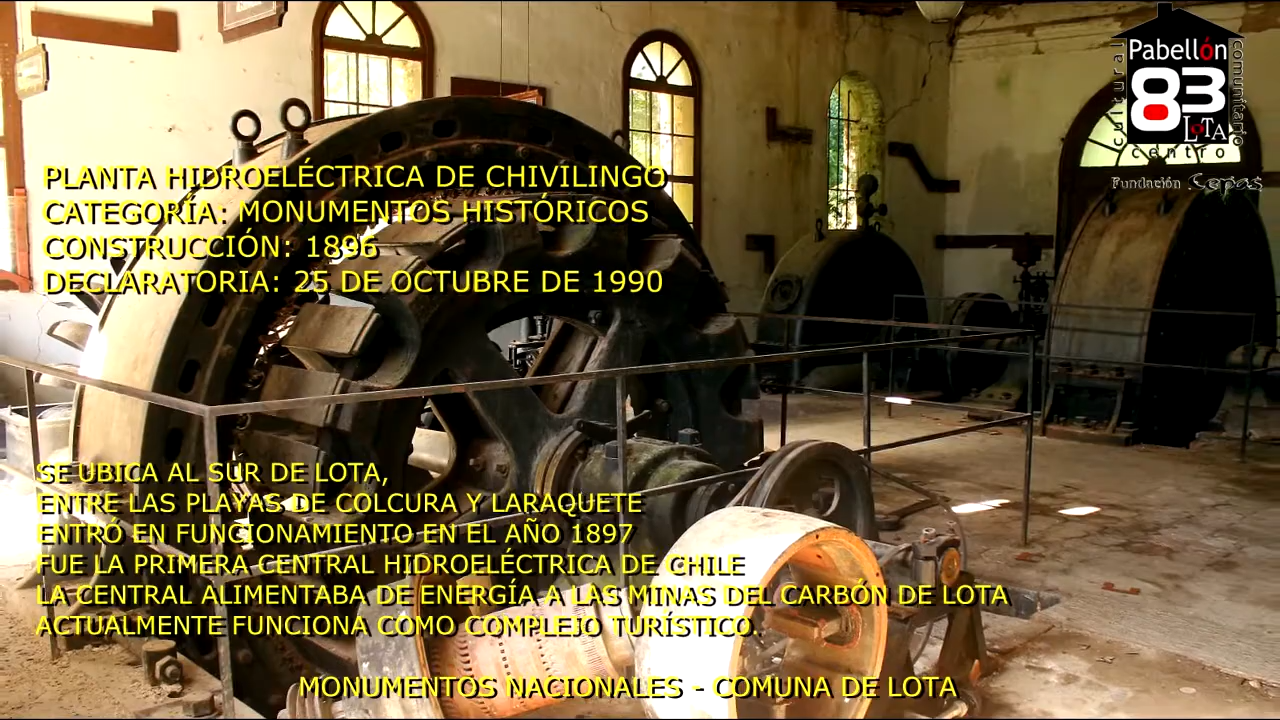 Pabellón
83
LOTA
cultural
comunitario
centro
Fundación Cepas
PLANTA HIDROELÉCTRICA DE CHIVILINGO
CATEGORÍA: MONUMENTOS HISTÓRICOS
CONSTRUCCIÓN: 1896
DECLARATORIA: 25 DE OCTUBRE DE 1990
SE UBICA AL SUR DE LOTA,
ENTRE LAS PLAYAS DE COLCURA Y LARAQUETE
ENTRÓ EN FUNCIONAMIENTO EN EL AÑO 1897
FUE LA PRIMERA CENTRAL HIDROELÉCTRICA DE CHILE
LA CENTRAL ALIMENTABA DE ENERGÍA A LAS MINAS DEL CARBÓN DE LOTA
ACTUALMENTE FUNCIONA COMO COMPLEJO TURÍSTICO.
MONUMENTOS NACIONALES - COMUNA DE LOTA